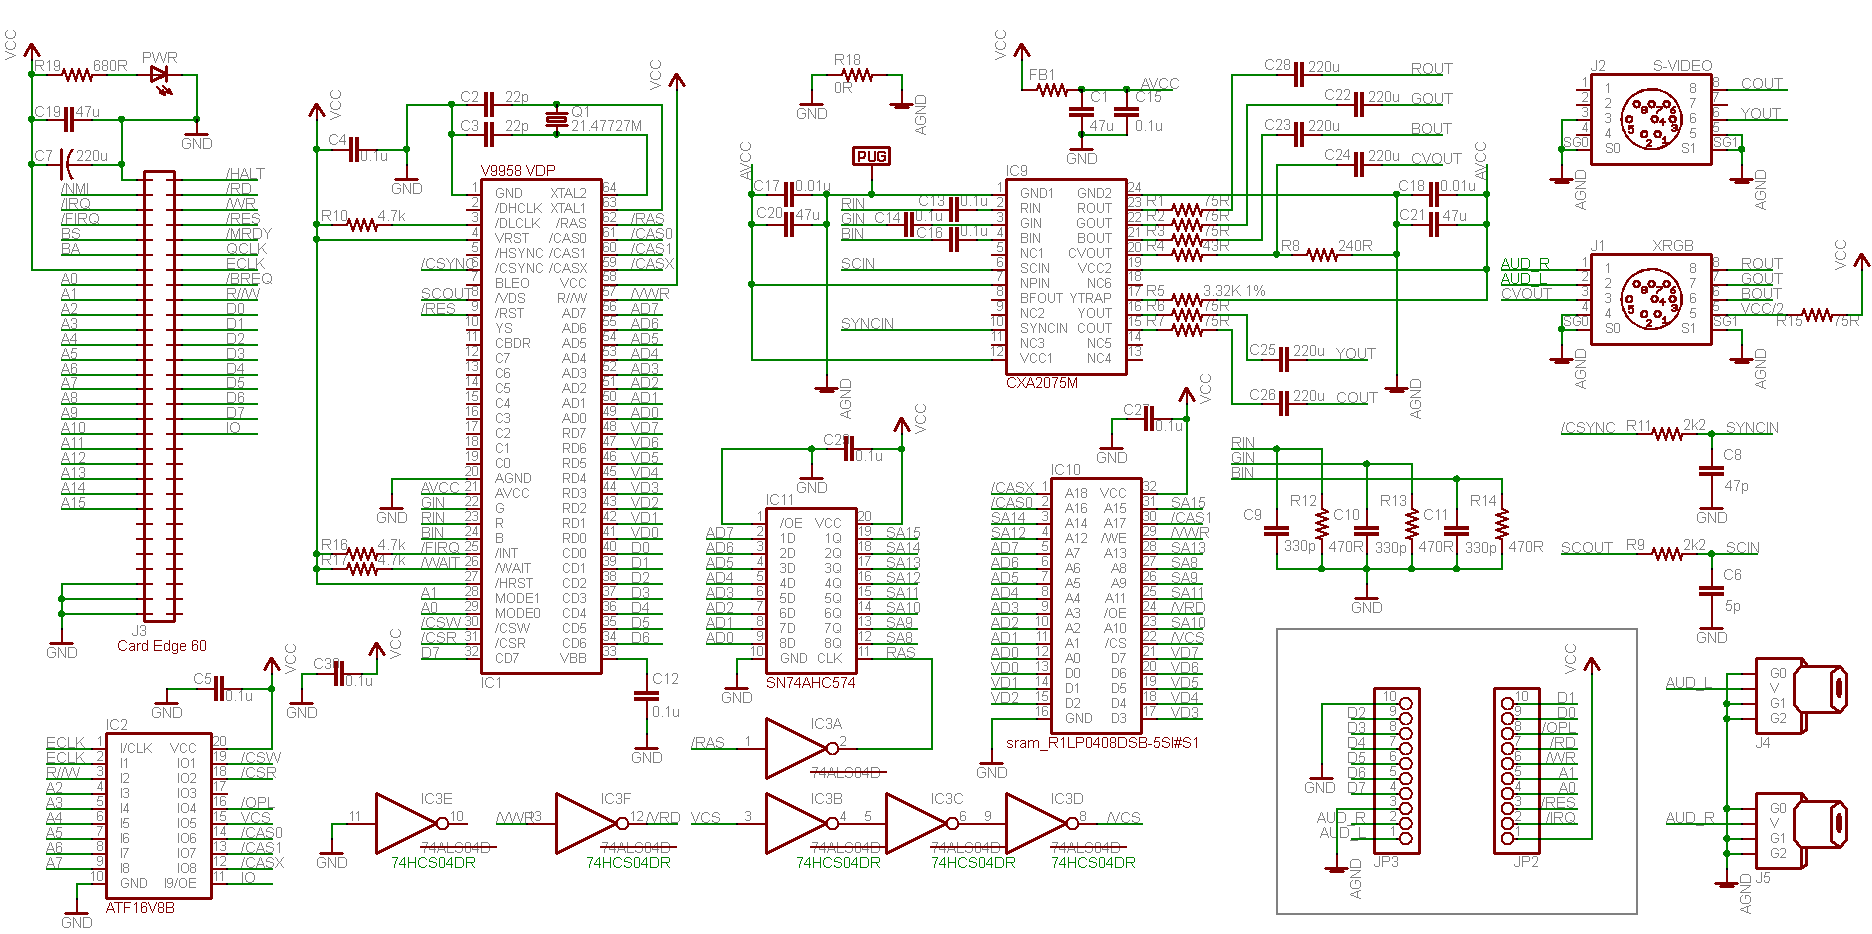 VCC
R19 680R
PWR
C19 47u
C7 220u
GND
/NMI
/IRQ
/FIRQ
BS
BA
A0
A1
A2
A3
A4
A5
A6
A7
A8
A9
A10
A11
A12
A13
A14
A15
/HALT
/RD
/WR
/RES
/MRDY
QCLK
ECLK
/BREQ
R//W
D0
D1
D2
D3
D4
D5
D6
D7
IO
J3
Card Edge 60
GND
VCC
C4 0.1u
GND
R10 4.7k
R16 4.7k
R17 4.7k
C2 22p
C3 22p
Q1
21.47727M
VCC
V9958 VDP
1 GND XTAL2 64
2 /DHCLK XTAL1 63
3 /DLCLK /RAS 62 /RAS
4 VRST /CAS0 61 /CAS0
5 /HSYNC /CAS1 60 /CAS1
/CSYNC 6 /CSYNC /CASX 59 /CASX
7 BLEO VCC 58
SCOUT 8 /VDS R//W 57 /VWR
/RES 9 /RST AD7 56 AD7
10 YS AD6 55 AD6
11 CBDR AD5 54 AD5
12 C7 AD4 53 AD4
13 C6 AD3 52 AD3
14 C5 AD2 51 AD2
15 C4 AD1 50 AD1
16 C3 AD0 49 AD0
17 C2 RD7 48 VD7
18 C1 RD6 47 VD6
19 C0 RD5 46 VD5
20 AGND RD4 45 VD4
AVCC 21 AVCC RD3 44 VD3
GIN 22 G RD2 43 VD2
RIN 23 R RD1 42 VD1
BIN 24 B RD0 41 VD0
/FIRQ 25 /INT CD0 40 D0
/WAIT 26 /WAIT CD1 39 D1
27 /HRST CD2 38 D2
A1 28 MODE1 CD3 37 D3
A0 29 MODE0 CD4 36 D4
/CSW 30 /CSW CD5 35 D5
/CSR 31 /CSR CD6 34 D6
D7 32 CD7 VBB 33
IC1
GND
C12 0.1u
GND
R18
0R
GND
AGND
PUG
AVCC
C17 0.01u
C20 47u
AGND
RIN
GIN
BIN
C13 0.1u
C14 0.1u
C16 0.1u
SCIN
SYNCIN
VCC
FB1
AVCC
C1 47u
C15 0.1u
GND
IC9
1 GND1 GND2 24
2 RIN ROUT 23
3 GIN GOUT 22
4 BIN BOUT 21
5 NC1 CVOUT 20
6 SCIN VCC2 19
7 NPIN NC6 18
8 BFOUT YTRAP 17
9 NC2 YOUT 16
10 SYNCIN COUT 15
11 NC3 NC5 14
12 VCC1 NC4 13
CXA2075M
R1 75R
R2 75R
R3 75R
R4 43R
R5 3.32K 1%
R6 75R
R7 75R
R8 240R
C28 220u ROUT
C22 220u GOUT
C23 220u BOUT
C24 220u CVOUT
AVCC
C18 0.01u
C21 47u
AGND
C25 220u YOUT
C26 220u COUT
J2 S-VIDEO
1 8 COUT
2 7
3 6 YOUT
4 5
SG0 S0 S1 SG1
AGND
AGND
J1 XRGB
AUD_R 1 8 ROUT
AUD_L 2 7 GOUT
CVOUT 3 6 BOUT
4 5 VCC/2
SG0 S0 S1 SG1
R15 75R
VCC
AGND
AGND
/CSYNC R11 2k2 SYNCIN
C8 47p
GND
SCOUT R9 2k2 SCIN
C6 5p
GND
RIN
GIN
BIN
C9 330p
R12 470R
C10 330p
R13 470R
C11 330p
R14 470R
GND
VCC
0.1u
GND
IC11
1 /OE VCC 20
AD7 2 1D 1Q 19 SA15
AD6 3 2D 2Q 18 SA14
AD5 4 3D 3Q 17 SA13
AD4 5 4D 4Q 16 SA12
AD3 6 5D 5Q 15 SA11
AD2 7 6D 6Q 14 SA10
AD1 8 7D 7Q 13 SA9
AD0 9 8D 8Q 12 SA8
10 GND CLK 11 RAS
SN74AHC574
GND
C27 0.1u
VCC
GND
IC10
/CASX 1 A18 VCC 32
/CAS0 2 A16 A15 31 SA15
SA14 3 A14 A17 30 /CAS1
SA12 4 A12 /WE 29 /VWR
AD7 5 A7 A13 28 SA13
AD6 6 A6 A8 27 SA8
AD5 7 A5 A9 26 SA9
AD4 8 A4 A11 25 SA11
AD3 9 A3 /OE 24 /VRD
AD2 10 A2 A10 23 SA10
AD1 11 A1 /CS 22 /VCS
AD0 12 A0 D7 21 VD7
VD0 13 D0 D6 20 VD6
VD1 14 D1 D5 19 VD5
VD2 15 D2 D4 18 VD4
16 GND D3 17 VD3
sram_R1LP0408DSB-5SI#S1
GND
C5 0.1u
VCC
GND
0.1u
VCC
GND
IC2
ECLK 1 I/CLK VCC 20
ECLK 2 I1 IO1 19 /CSW
R//W 3 I2 IO2 18 /CSR
A2 4 I3 IO3 17
A3 5 I4 IO4 16 /OPL
A4 6 I5 IO5 15 VCS
A5 7 I6 IO6 14 /CAS0
A6 8 I7 IO7 13 /CAS1
A7 9 I8 IO8 12 /CASX
10 GND I9/OE 11 IO
ATF16V8B
GND
/RAS 1 IC3A 2
74ALS04D
11 IC3E 10
74ALS04D
74HCS04DR
GND
/VWR 13 IC3F 12 /VRD
74ALS04D
74HCS04DR
VCS 3 IC3B 4
74ALS04D
74HCS04DR
5 IC3C 6
74ALS04D
74HCS04DR
9 IC3D 8 /VCS
74ALS04D
74HCS04DR
10
D2 9
D3 8
D4 7
D5 6
D6 5
D7 4
3
AUD_R 2
AUD_L 1
JP3
GND
AGND
VCC
10 D1
9 D0
8 /OPL
7 /RD
6 /WR
5 A1
4 A0
3 /RES
2 /IRQ
1
JP2
AUD_L
G0
V
G1
G2
J4
AUD_R
G0
V
G1
G2
J5
AGND